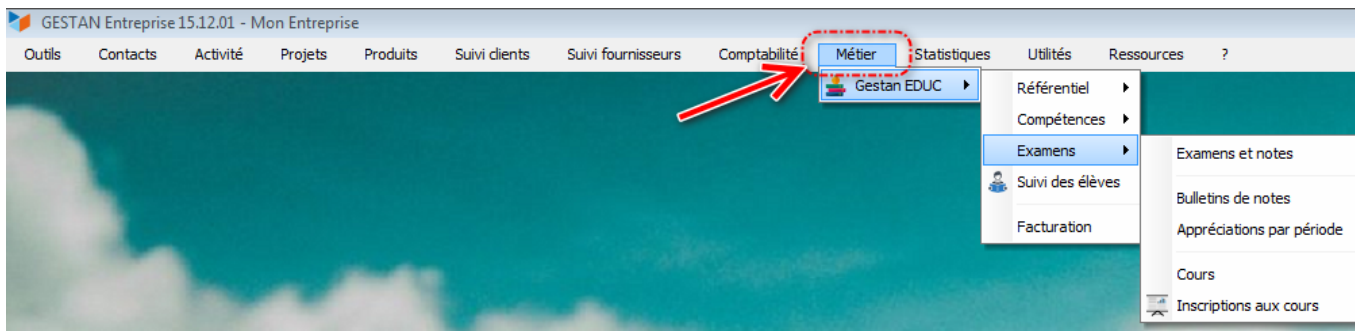 GESTAN Entreprise 15.12.01 - Mon Entreprise
Outils Contacts Activité Projets Produits Suivi clients Suivi fournisseurs Comptabilité Métier Statistiques Utilités Ressources ?
Gestan EDUC
Référentiel
Compétences
Examens
Suivi des élèves
Facturation
Examens et notes
Bulletins de notes
Appréciations par période
Cours
Inscriptions aux cours